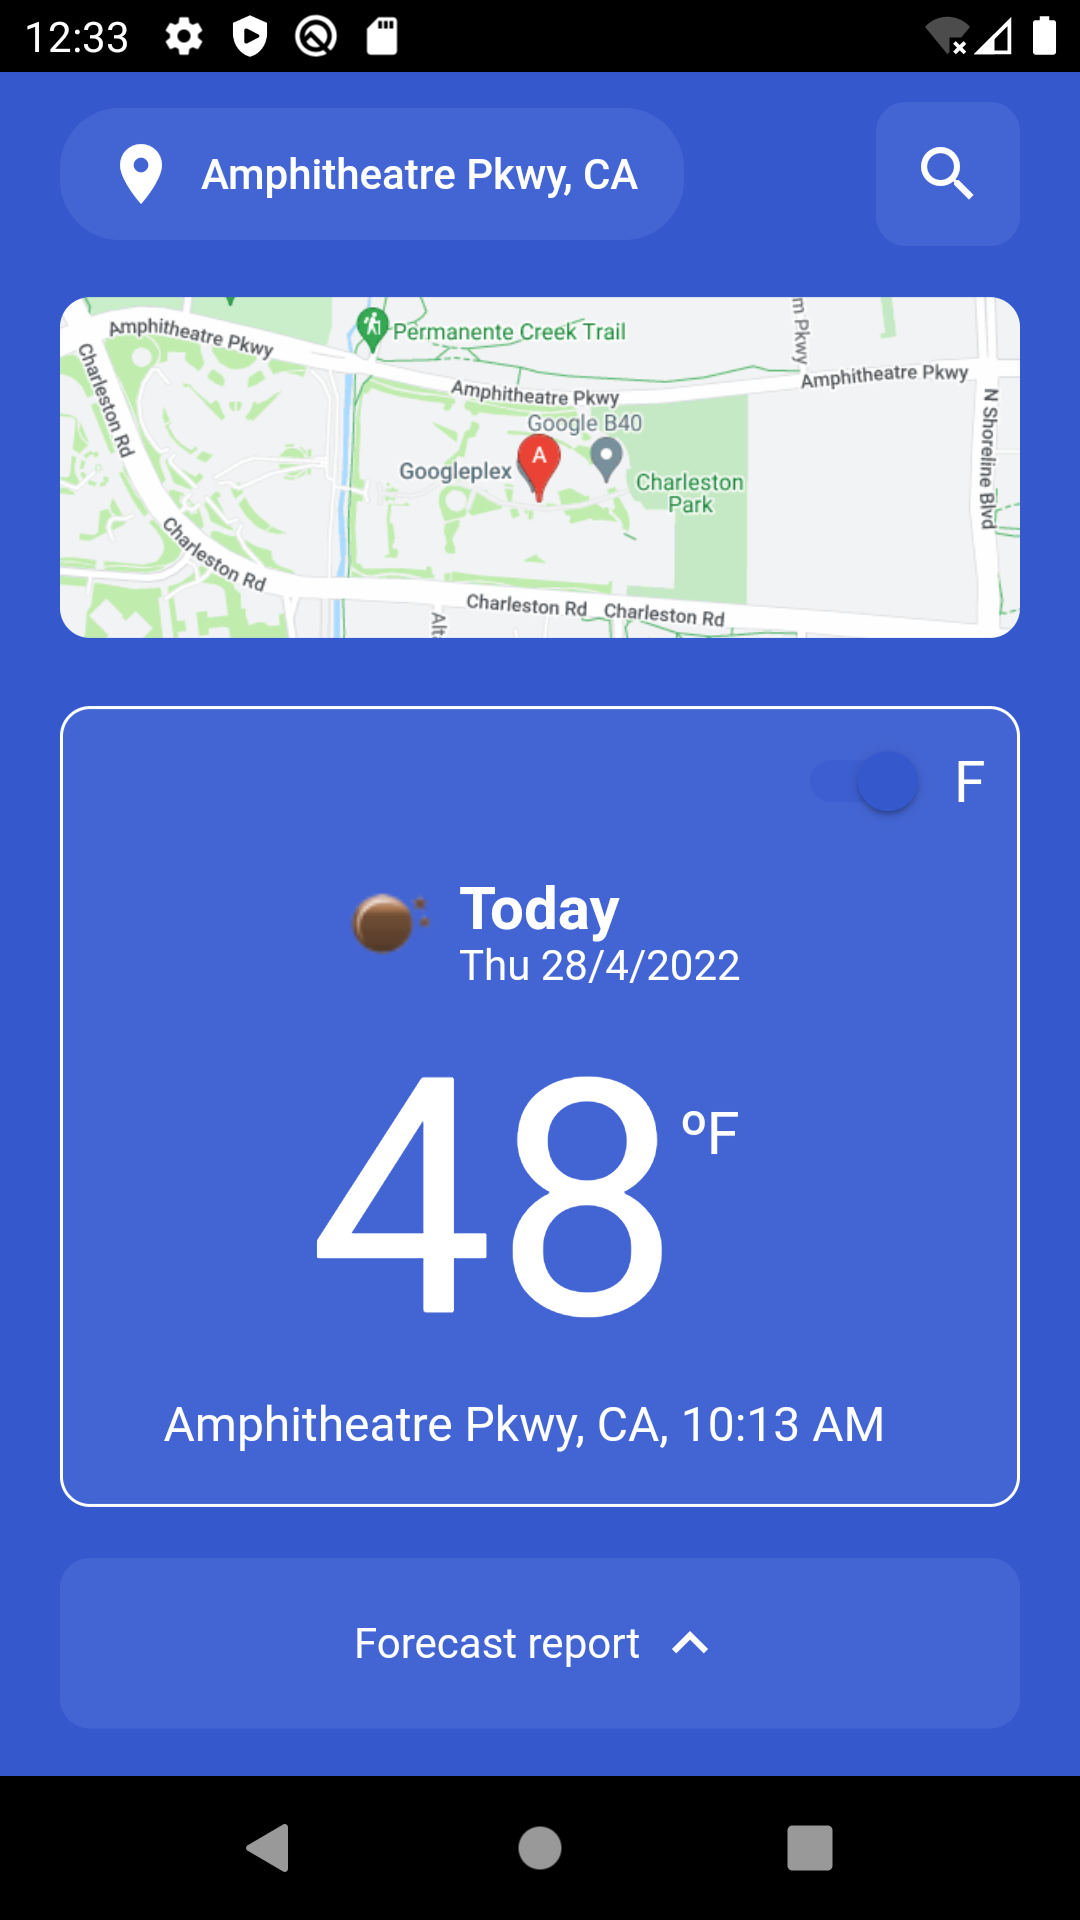 12:33
Amphitheatre Pkwy, CA
Amphitheatre Pkwy
Permanente Creek Trail
m Pkwy
Charleston Rd
Amphitheatre Pkwy
Amphitheatre Pkwy
N Shoreline Blvd
Google B40
Googleplex
A
Charleston
Park
Charleston Rd
Charleston Rd
Charleston Rd
Alta
F
Today
Thu 28/4/2022
48
ºF
Amphitheatre Pkwy, CA, 10:13 AM
Forecast report